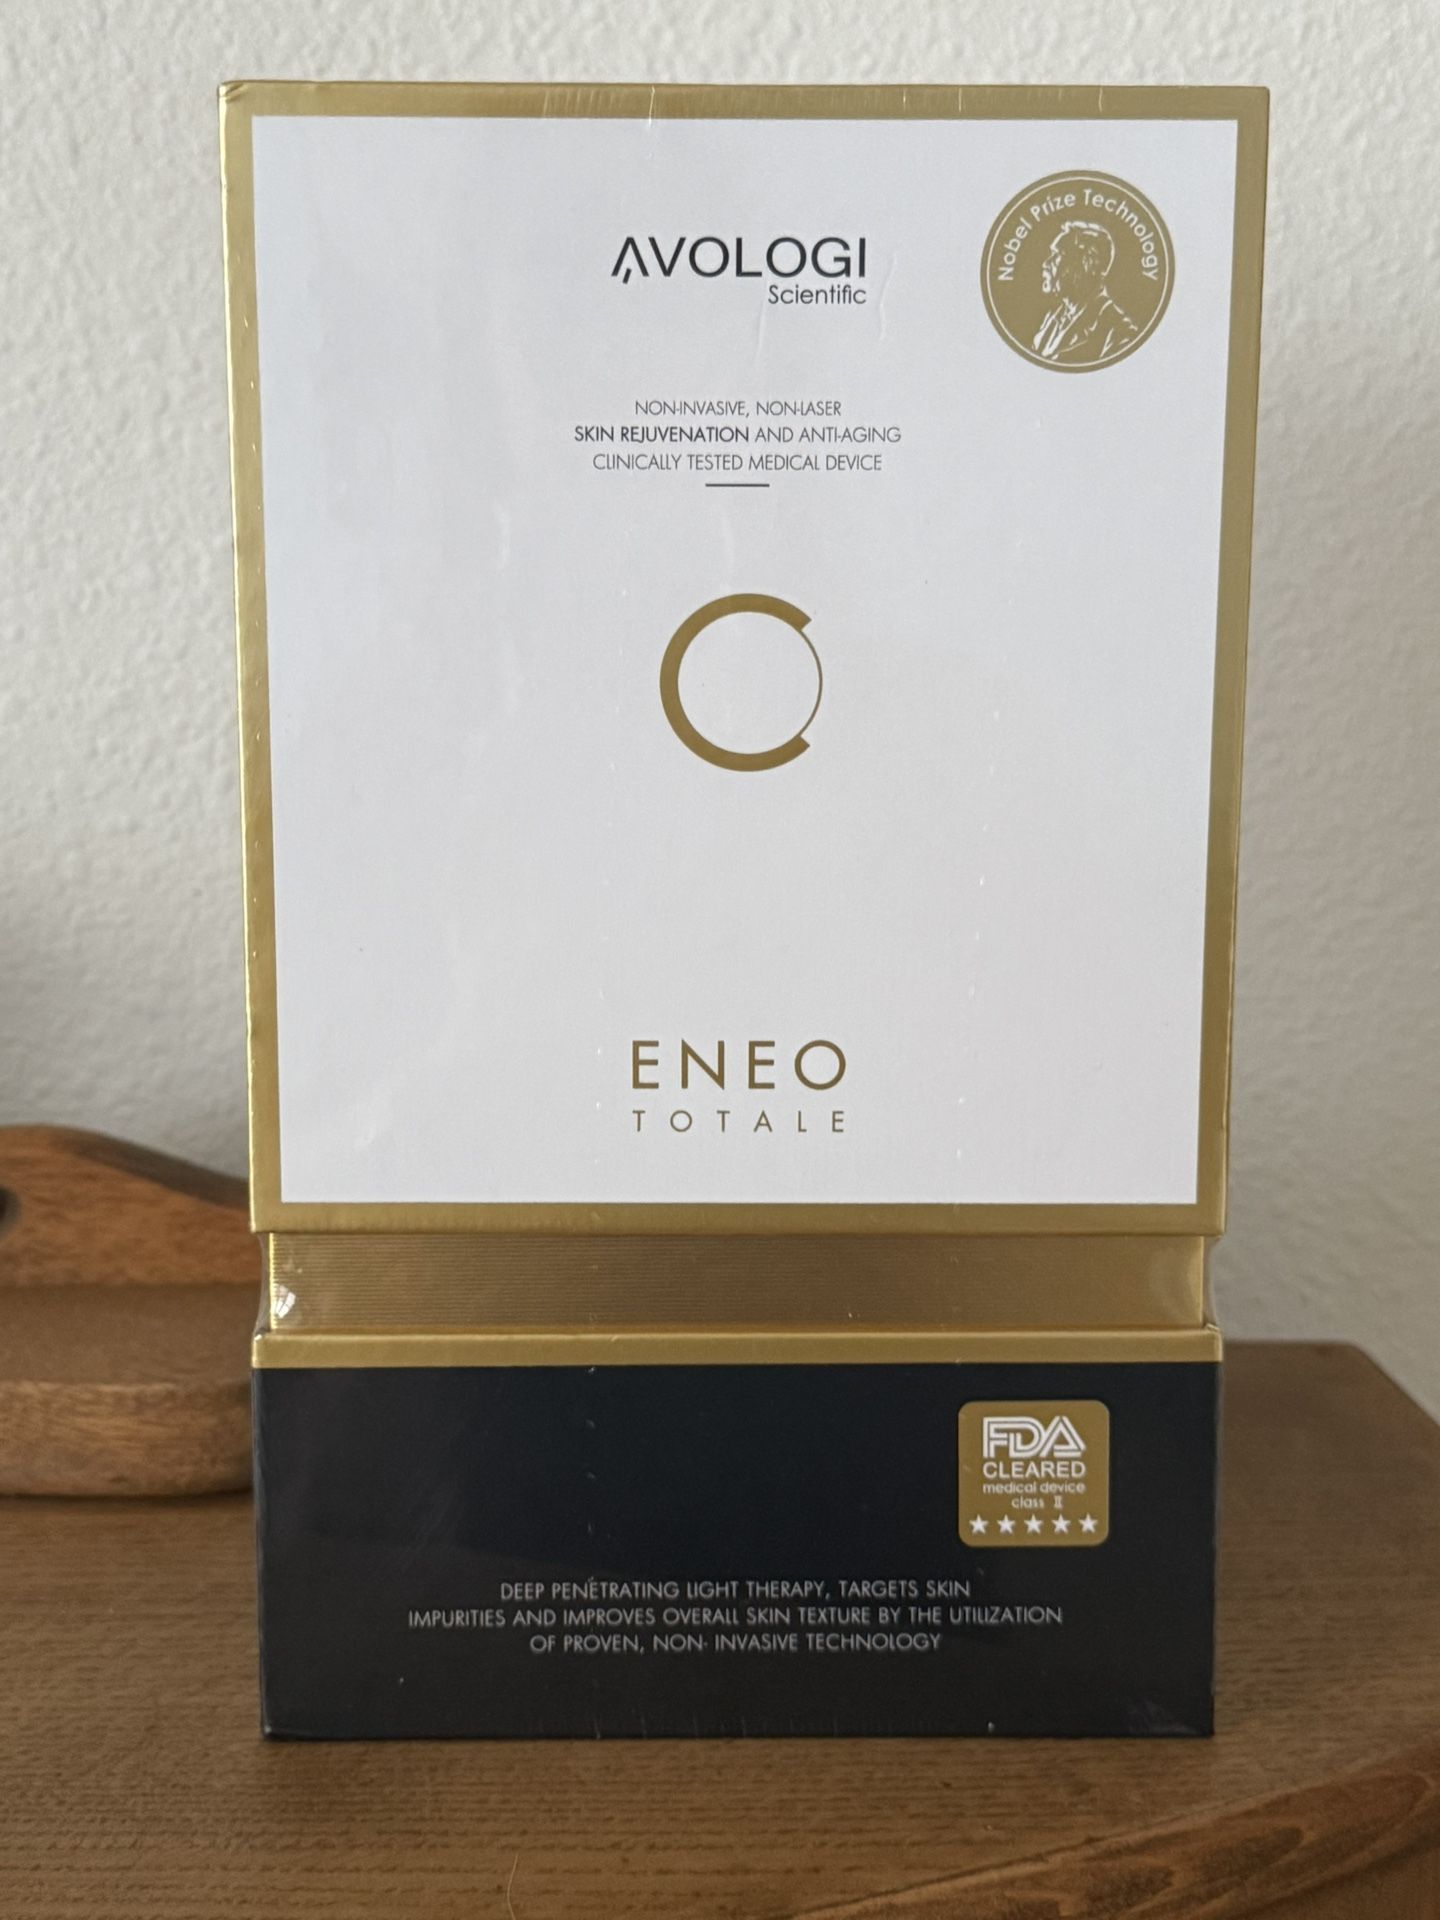 AVOLOGI
Scientific
Nobel Prize Technology
NON-INVASIVE, NON-LASER
SKIN REJUVENATION AND ANTI-AGING
CLINICALLY TESTED MEDICAL DEVICE
ENEO
TOTALE
FDA
CLEARED
medical device
class II
DEEP PENETRATING LIGHT THERAPY, TARGETS SKIN
IMPURITIES AND IMPROVES OVERALL SKIN TEXTURE BY THE UTILIZATION
OF PROVEN, NON- INVASIVE TECHNOLOGY